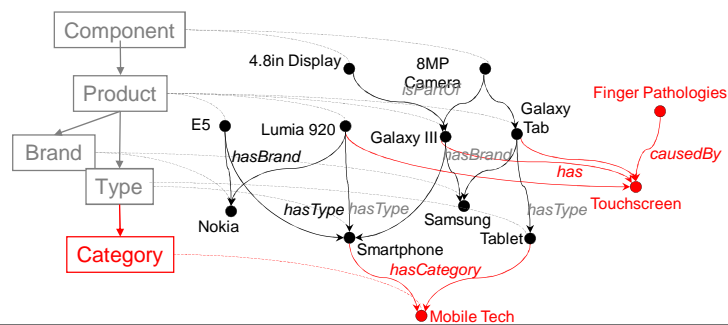 Component
4.8in Display
8MP
Camera
isPartOf
Product
Finger Pathologies
E5
Lumia 920
Galaxy III
Galaxy
Tab
Brand
hasBrand
hasBrand
has
causedBy
Type
Touchscreen
Nokia
hasType
hasType
Samsung
hasType
Category
Smartphone
Tablet
hasCategory
Mobile Tech